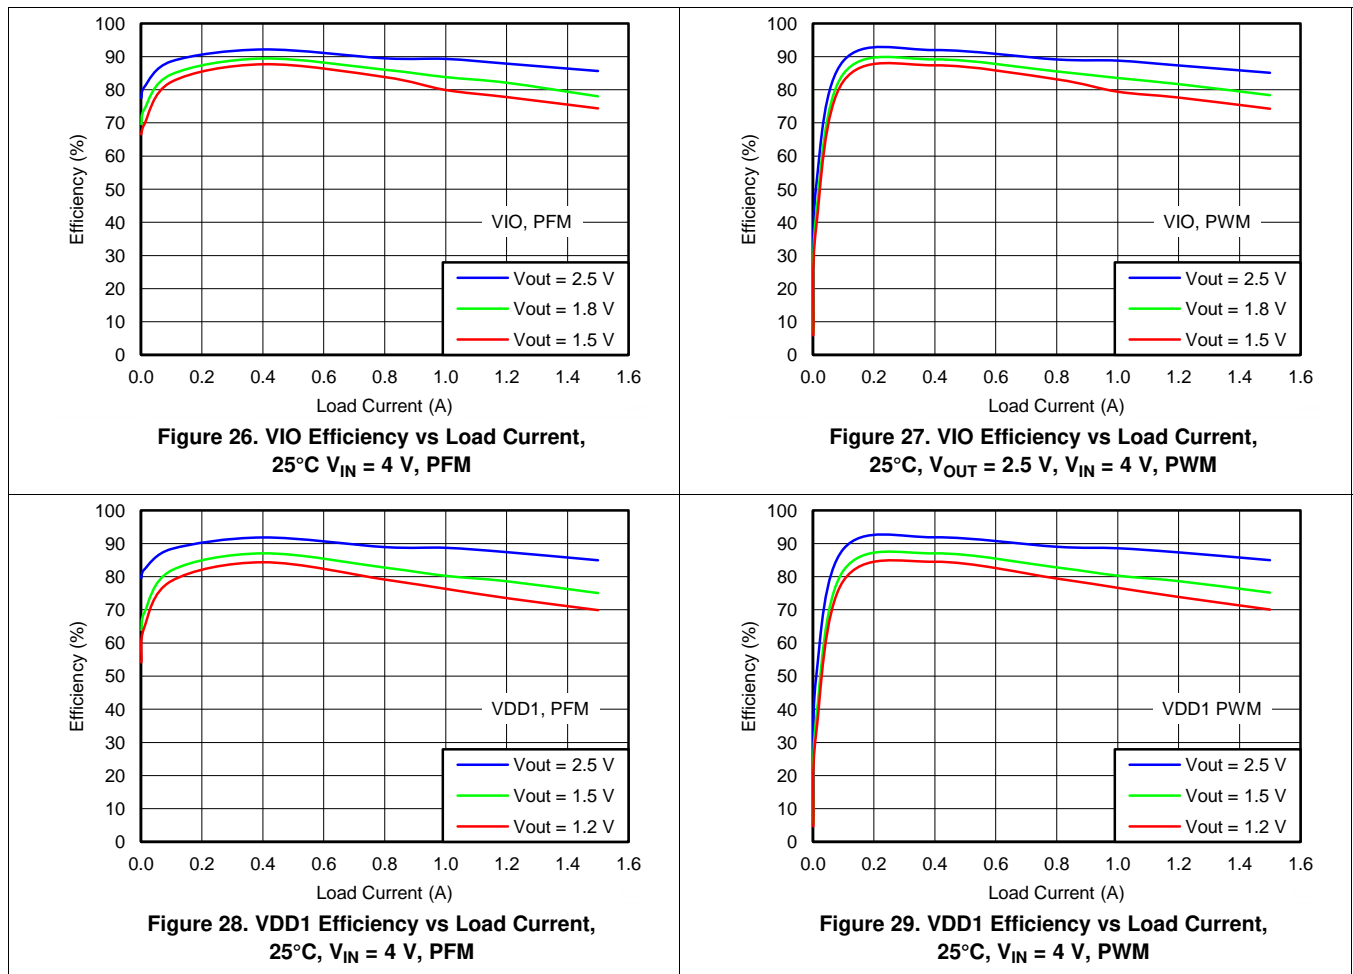 100
90
80
70
60
50
40
30
20
10
0
Efficiency (%)
VIO, PFM
Vout = 2.5 V
Vout = 1.8 V
Vout = 1.5 V
0.0 0.2 0.4 0.6 0.8 1.0 1.2 1.4 1.6
Load Current (A)
Figure 26. VIO Efficiency vs Load Current,
25°C V_IN = 4 V, PFM
100
90
80
70
60
50
40
30
20
10
0
Efficiency (%)
VIO, PWM
Vout = 2.5 V
Vout = 1.8 V
Vout = 1.5 V
0.0 0.2 0.4 0.6 0.8 1.0 1.2 1.4 1.6
Load Current (A)
Figure 27. VIO Efficiency vs Load Current,
25°C, V_OUT = 2.5 V, V_IN = 4 V, PWM
100
90
80
70
60
50
40
30
20
10
0
Efficiency (%)
VDD1, PFM
Vout = 2.5 V
Vout = 1.5 V
Vout = 1.2 V
0.0 0.2 0.4 0.6 0.8 1.0 1.2 1.4 1.6
Load Current (A)
Figure 28. VDD1 Efficiency vs Load Current,
25°C, V_IN = 4 V, PFM
100
90
80
70
60
50
40
30
20
10
0
Efficiency (%)
VDD1 PWM
Vout = 2.5 V
Vout = 1.5 V
Vout = 1.2 V
0.0 0.2 0.4 0.6 0.8 1.0 1.2 1.4 1.6
Load Current (A)
Figure 29. VDD1 Efficiency vs Load Current,
25°C, V_IN = 4 V, PWM